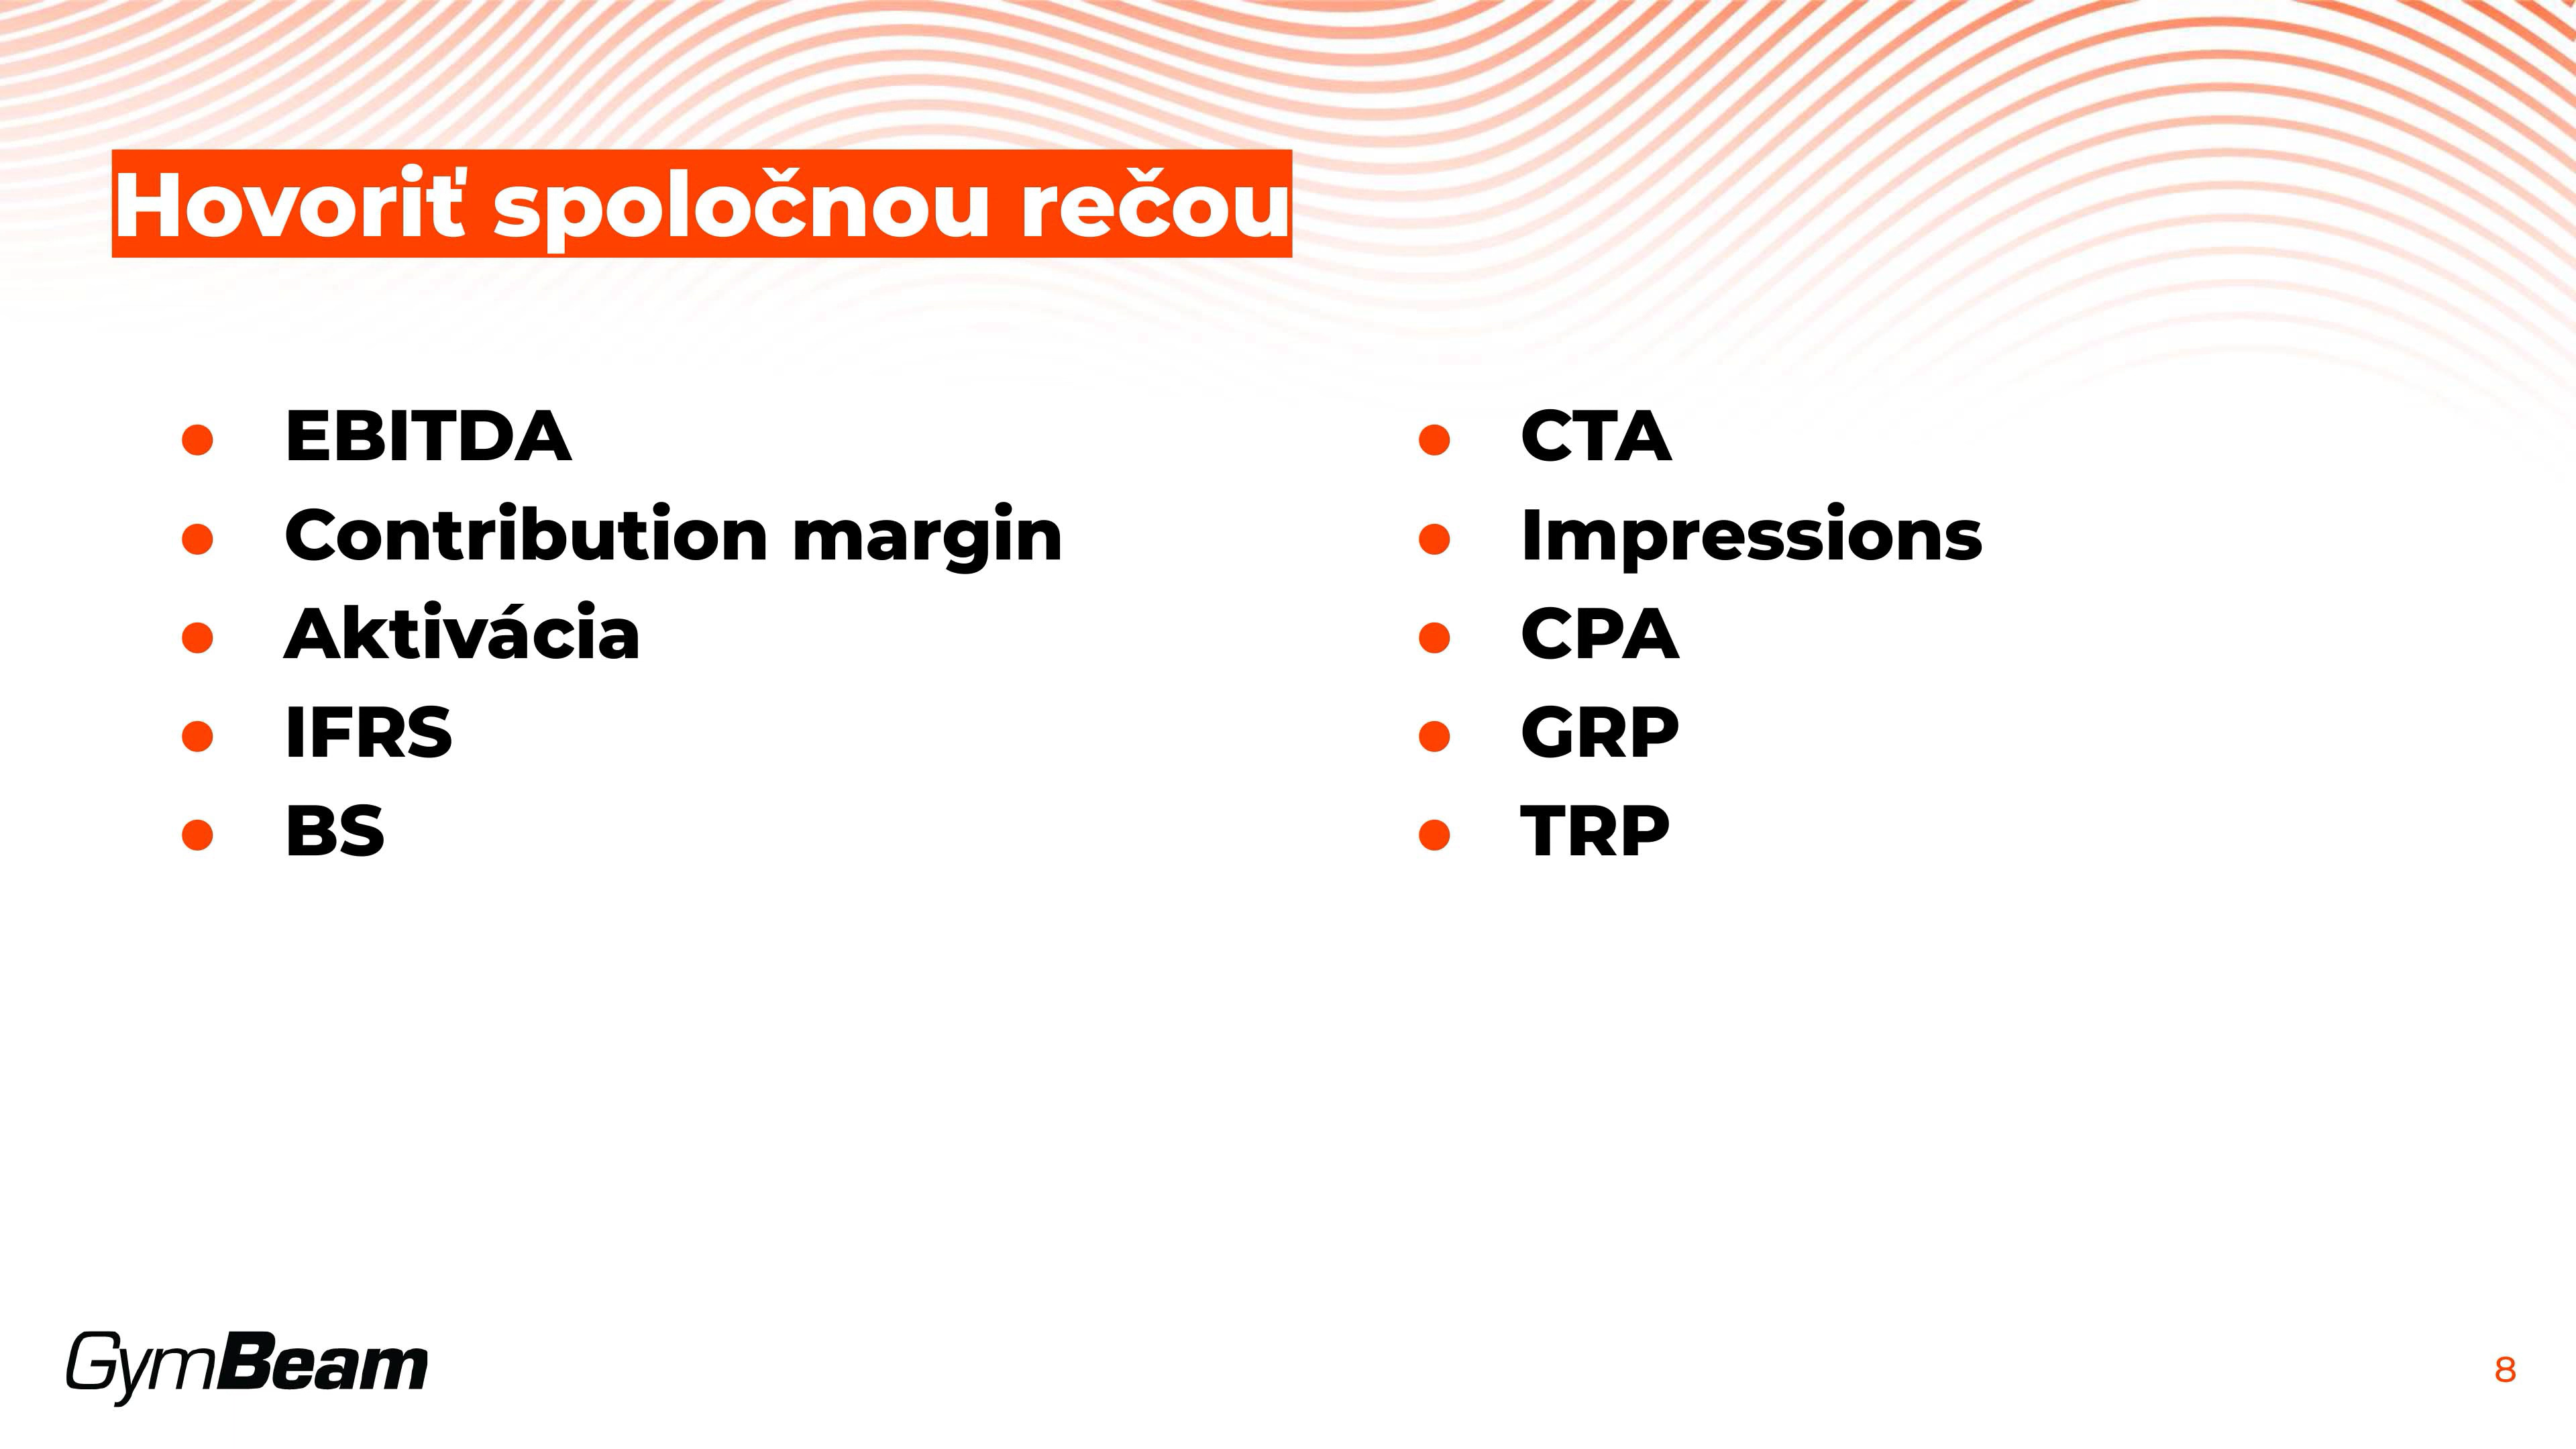 Hovoriť spoločnou rečou
● EBITDA
● Contribution margin
● Aktivácia
● IFRS
● BS
● CTA
● Impressions
● CPA
● GRP
● TRP
GymBeam
8